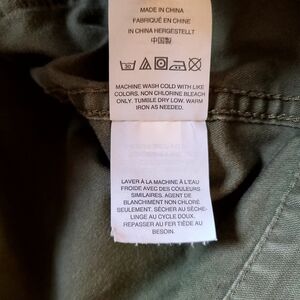 MADE IN CHINA
FABRIQUÉ EN CHINE
IN CHINA HERGESTELLT
中国製
MACHINE WASH COLD WITH LIKE
COLORS. NON CHLORINE BLEACH
ONLY. TUMBLE DRY LOW. WARM
IRON AS NEEDED.
LAVER À LA MACHINE À L'EAU
FROIDE AVEC DES COULEURS
SIMILAIRES. AGENT DE
BLANCHIMENT NON CHLORÉ
SEULEMENT. SÉCHER AU SÈCHE-
LINGE AU CYCLE DOUX.
REPASSER AU FER TIÈDE AU
BESOIN.